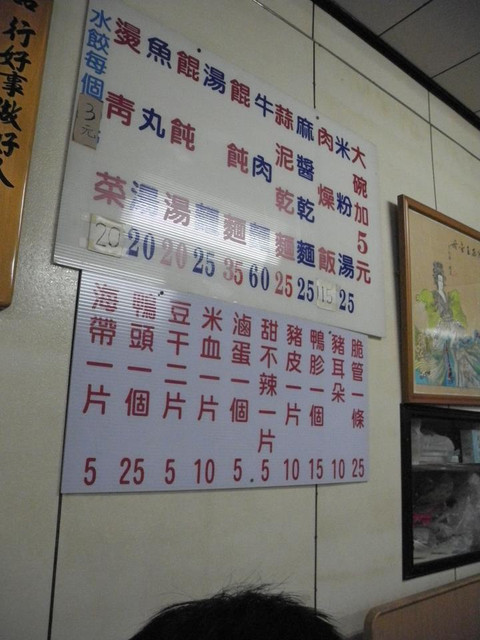 大碗加5元
米粉湯 25
肉燥飯 15
麻醬乾麵 25
蒜泥乾麵 25
牛肉麵 60
餛飩麵 35
湯麵 25
餛飩湯 20
魚丸湯 20
燙青菜 20
水餃每個3元
脆管一條 25
豬耳朵 10
鴨胗一個 15
豬皮一片 10
甜不辣一片 5
滷蛋一個 5
米血一片 10
豆干二片 5
鴨頭一個 25
海帶一片 5
行好事做好人